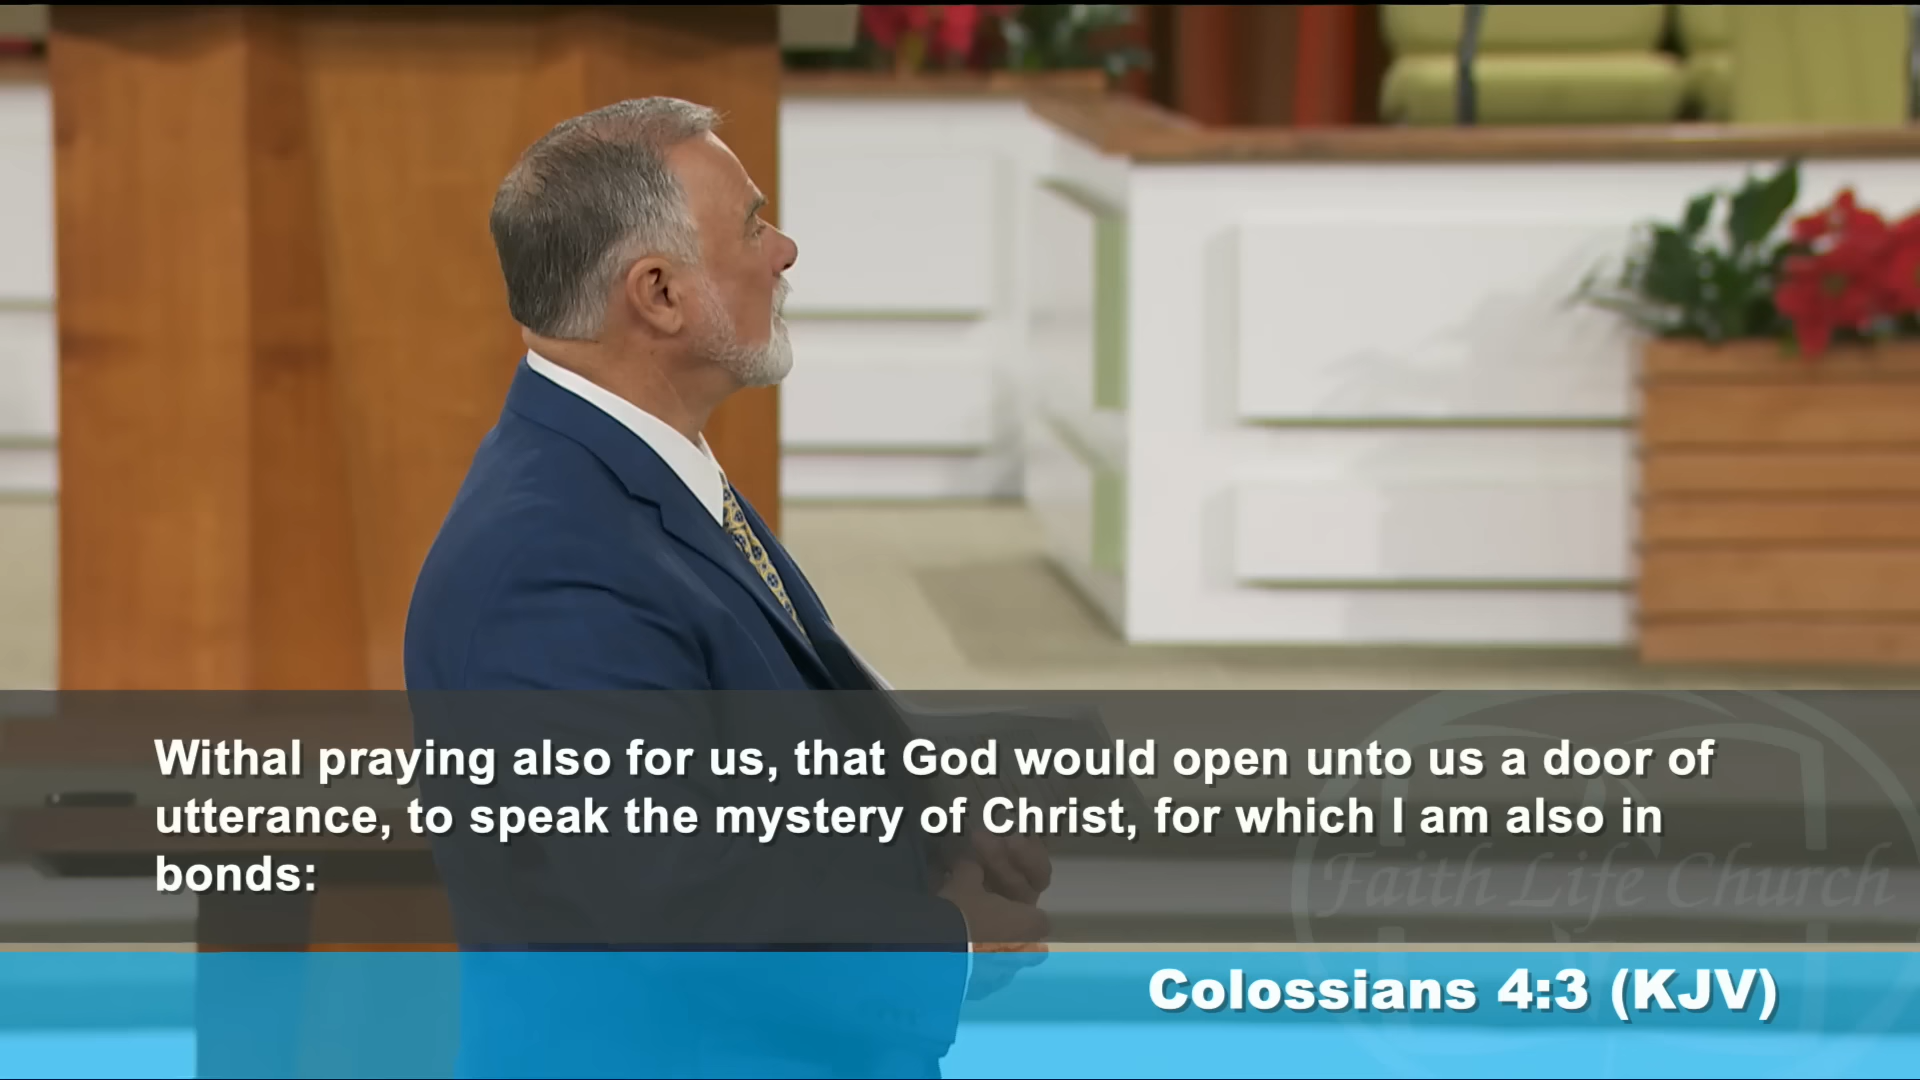 Withal praying also for us, that God would open unto us a door of
utterance, to speak the mystery of Christ, for which I am also in
bonds:
Faith Life Church
Colossians 4:3 (KJV)